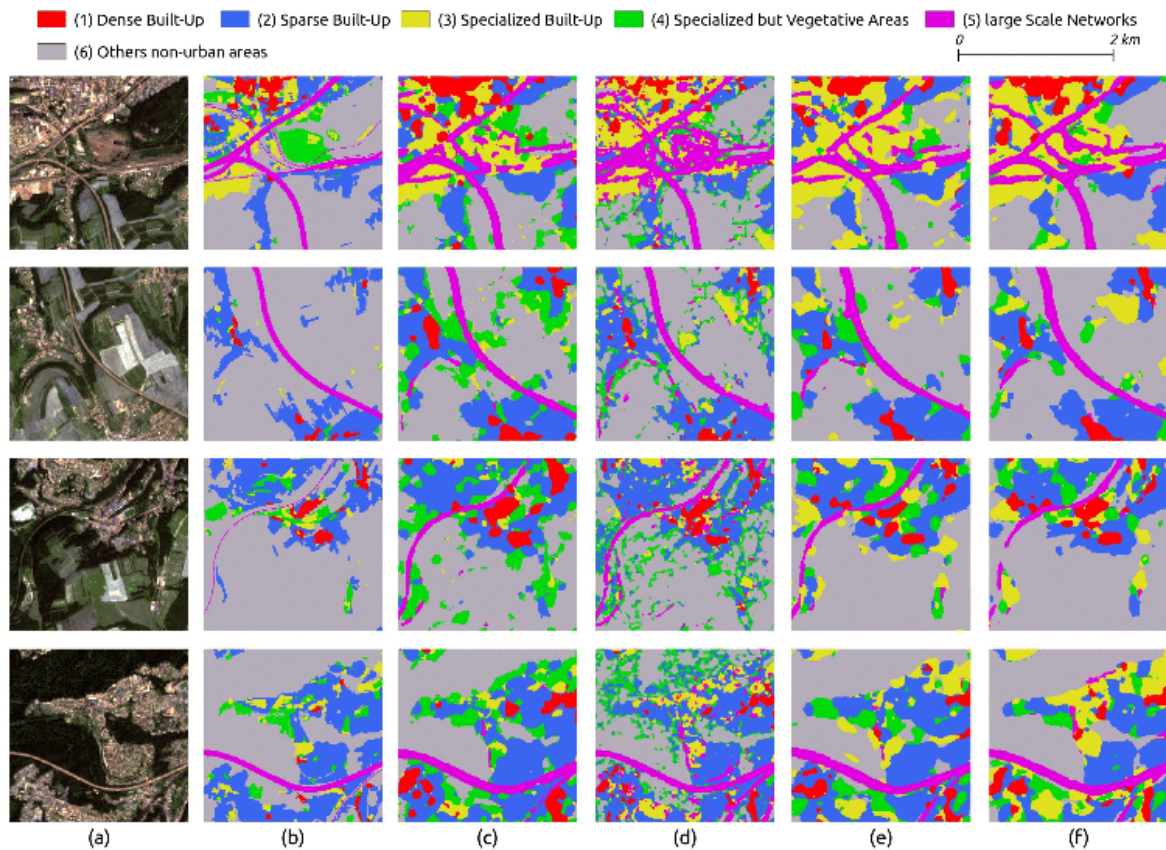 (1) Dense Built-Up (2) Sparse Built-Up (3) Specialized Built-Up (4) Specialized but Vegetative Areas (5) large Scale Networks
(6) Others non-urban areas
0 2 km
(a) (b) (c) (d) (e) (f)